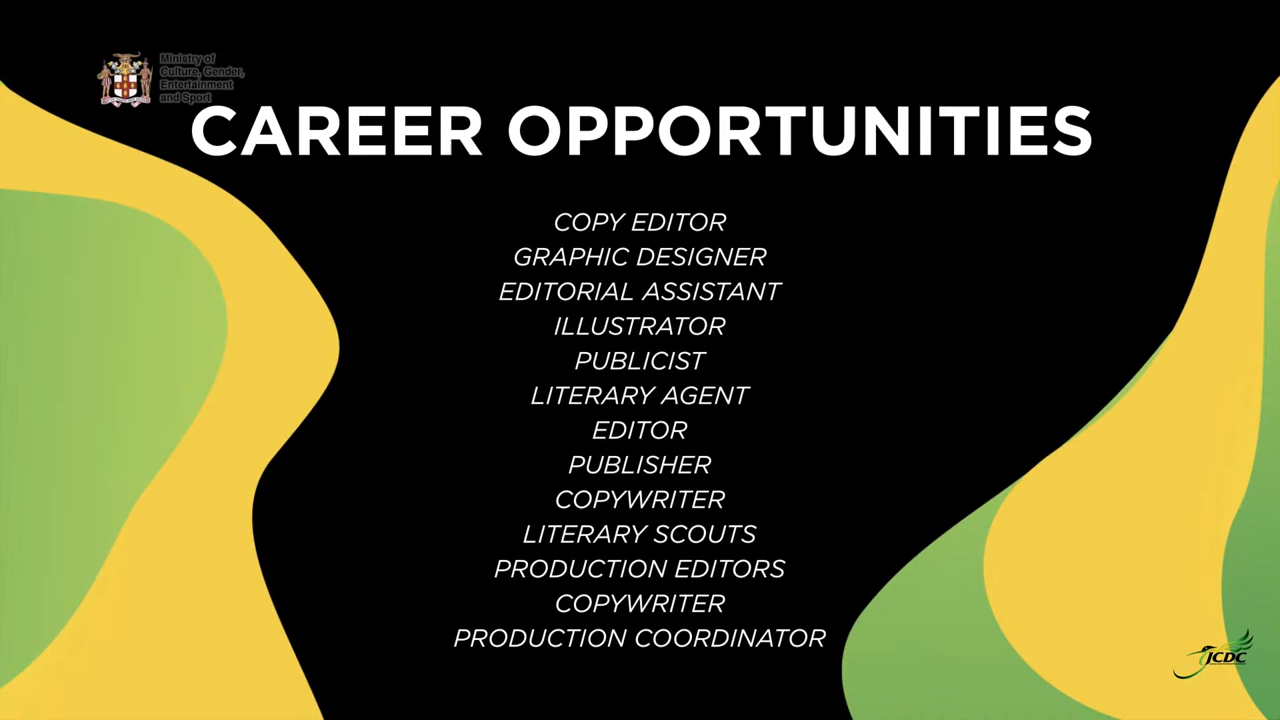 Ministry of
Culture, Gender,
Entertainment
and Sport
CAREER OPPORTUNITIES
COPY EDITOR
GRAPHIC DESIGNER
EDITORIAL ASSISTANT
ILLUSTRATOR
PUBLICIST
LITERARY AGENT
EDITOR
PUBLISHER
COPYWRITER
LITERARY SCOUTS
PRODUCTION EDITORS
COPYWRITER
PRODUCTION COORDINATOR
JCDC